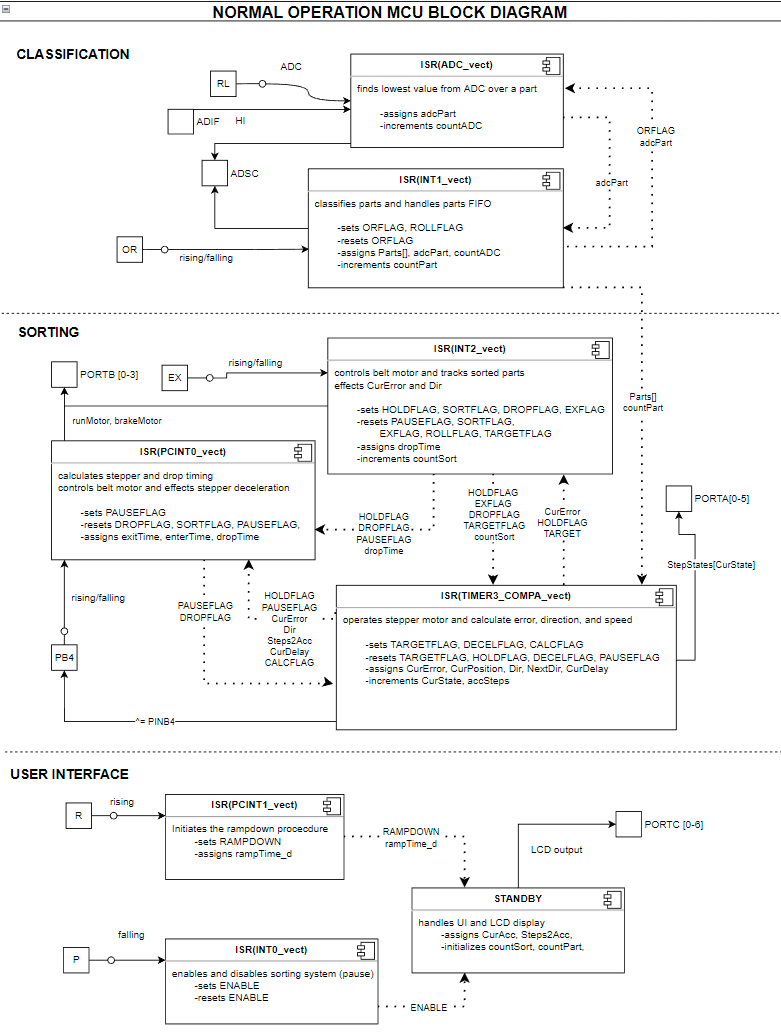 NORMAL OPERATION MCU BLOCK DIAGRAM
CLASSIFICATION
RL
ADC
ADIF
HI
ISR(ADC_vect)
finds lowest value from ADC over a part
-assigns adcPart
-increments countADC
ORFLAG
adcPart
adcPart
ADSC
ISR(INT1_vect)
classifies parts and handles parts FIFO
-sets ORFLAG, ROLLFLAG
-resets ORFLAG
-assigns Parts[], adcPart, countADC
-increments countPart
OR
rising/falling
SORTING
PORTB [0-3]
EX
rising/falling
ISR(INT2_vect)
controls belt motor and tracks sorted parts
effects CurError and Dir
-sets HOLDFLAG, SORTFLAG, DROPFLAG, EXFLAG
-resets PAUSEFLAG, SORTFLAG,
EXFLAG, ROLLFLAG, TARGETFLAG
-assigns dropTime
-increments countSort
Parts[]
countPart
runMotor, brakeMotor
ISR(PCINT0_vect)
calculates stepper and drop timing
controls belt motor and effects stepper deceleration
-sets PAUSEFLAG
-resets DROPFLAG, SORTFLAG, PAUSEFLAG,
-assigns exitTime, enterTime, dropTime
HOLDFLAG
DROPFLAG
PAUSEFLAG
dropTime
HOLDFLAG
EXFLAG
DROPFLAG
TARGETFLAG
countSort
CurError
HOLDFLAG
TARGET
PORTA[0-5]
StepStates[CurState]
rising/falling
PAUSEFLAG
DROPFLAG
HOLDFLAG
PAUSEFLAG
CurError
Dir
Steps2Acc
CurDelay
CALCFLAG
ISR(TIMER3_COMPA_vect)
operates stepper motor and calculate error, direction, and speed
-sets TARGETFLAG, DECELFLAG, CALCFLAG
-resets TARGETFLAG, HOLDFLAG, DECELFLAG, PAUSEFLAG
-assigns CurError, CurPosition, Dir, NextDir, CurDelay
-increments CurState, accSteps
PB4
^= PINB4
USER INTERFACE
R
rising
ISR(PCINT1_vect)
Initiates the rampdown procecdure
-sets RAMPDOWN
-assigns rampTime_d
RAMPDOWN
rampTime_d
PORTC [0-6]
LCD output
STANDBY
handles UI and LCD display
-assigns CurAcc, Steps2Acc,
-initializes countSort, countPart,
P
falling
ISR(INT0_vect)
enables and disables sorting system (pause)
-sets ENABLE
-resets ENABLE
ENABLE